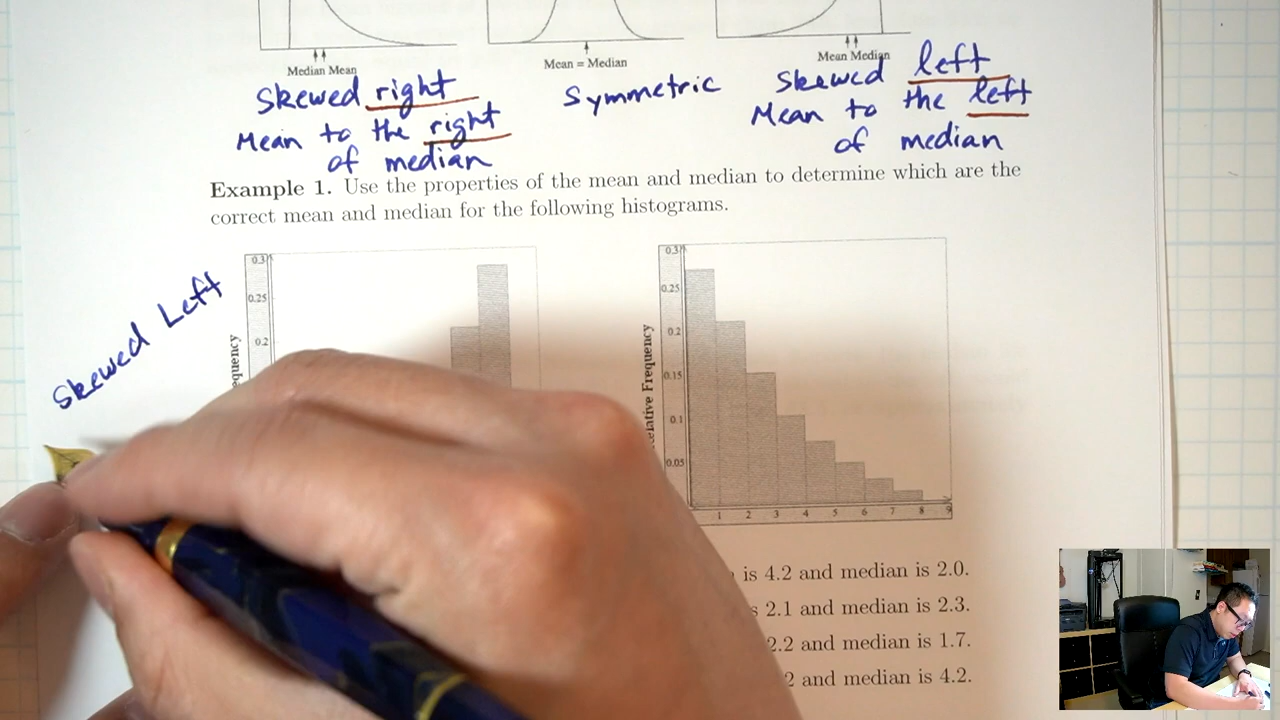 Median Mean
Mean = Median
Mean Median
Skewed right
Mean to the right
of median
Symmetric
Skewed left
Mean to the left
of median
Example 1. Use the properties of the mean and median to determine which are the
correct mean and median for the following histograms.
Skewed Left
0.3
0.25
0.2
0.3
0.25
0.2
0.15
0.1
0.05
Relative Frequency
1 2 3 4 5 6 7 8 9
is 4.2 and median is 2.0.
2.1 and median is 2.3.
2.2 and median is 1.7.
2 and median is 4.2.